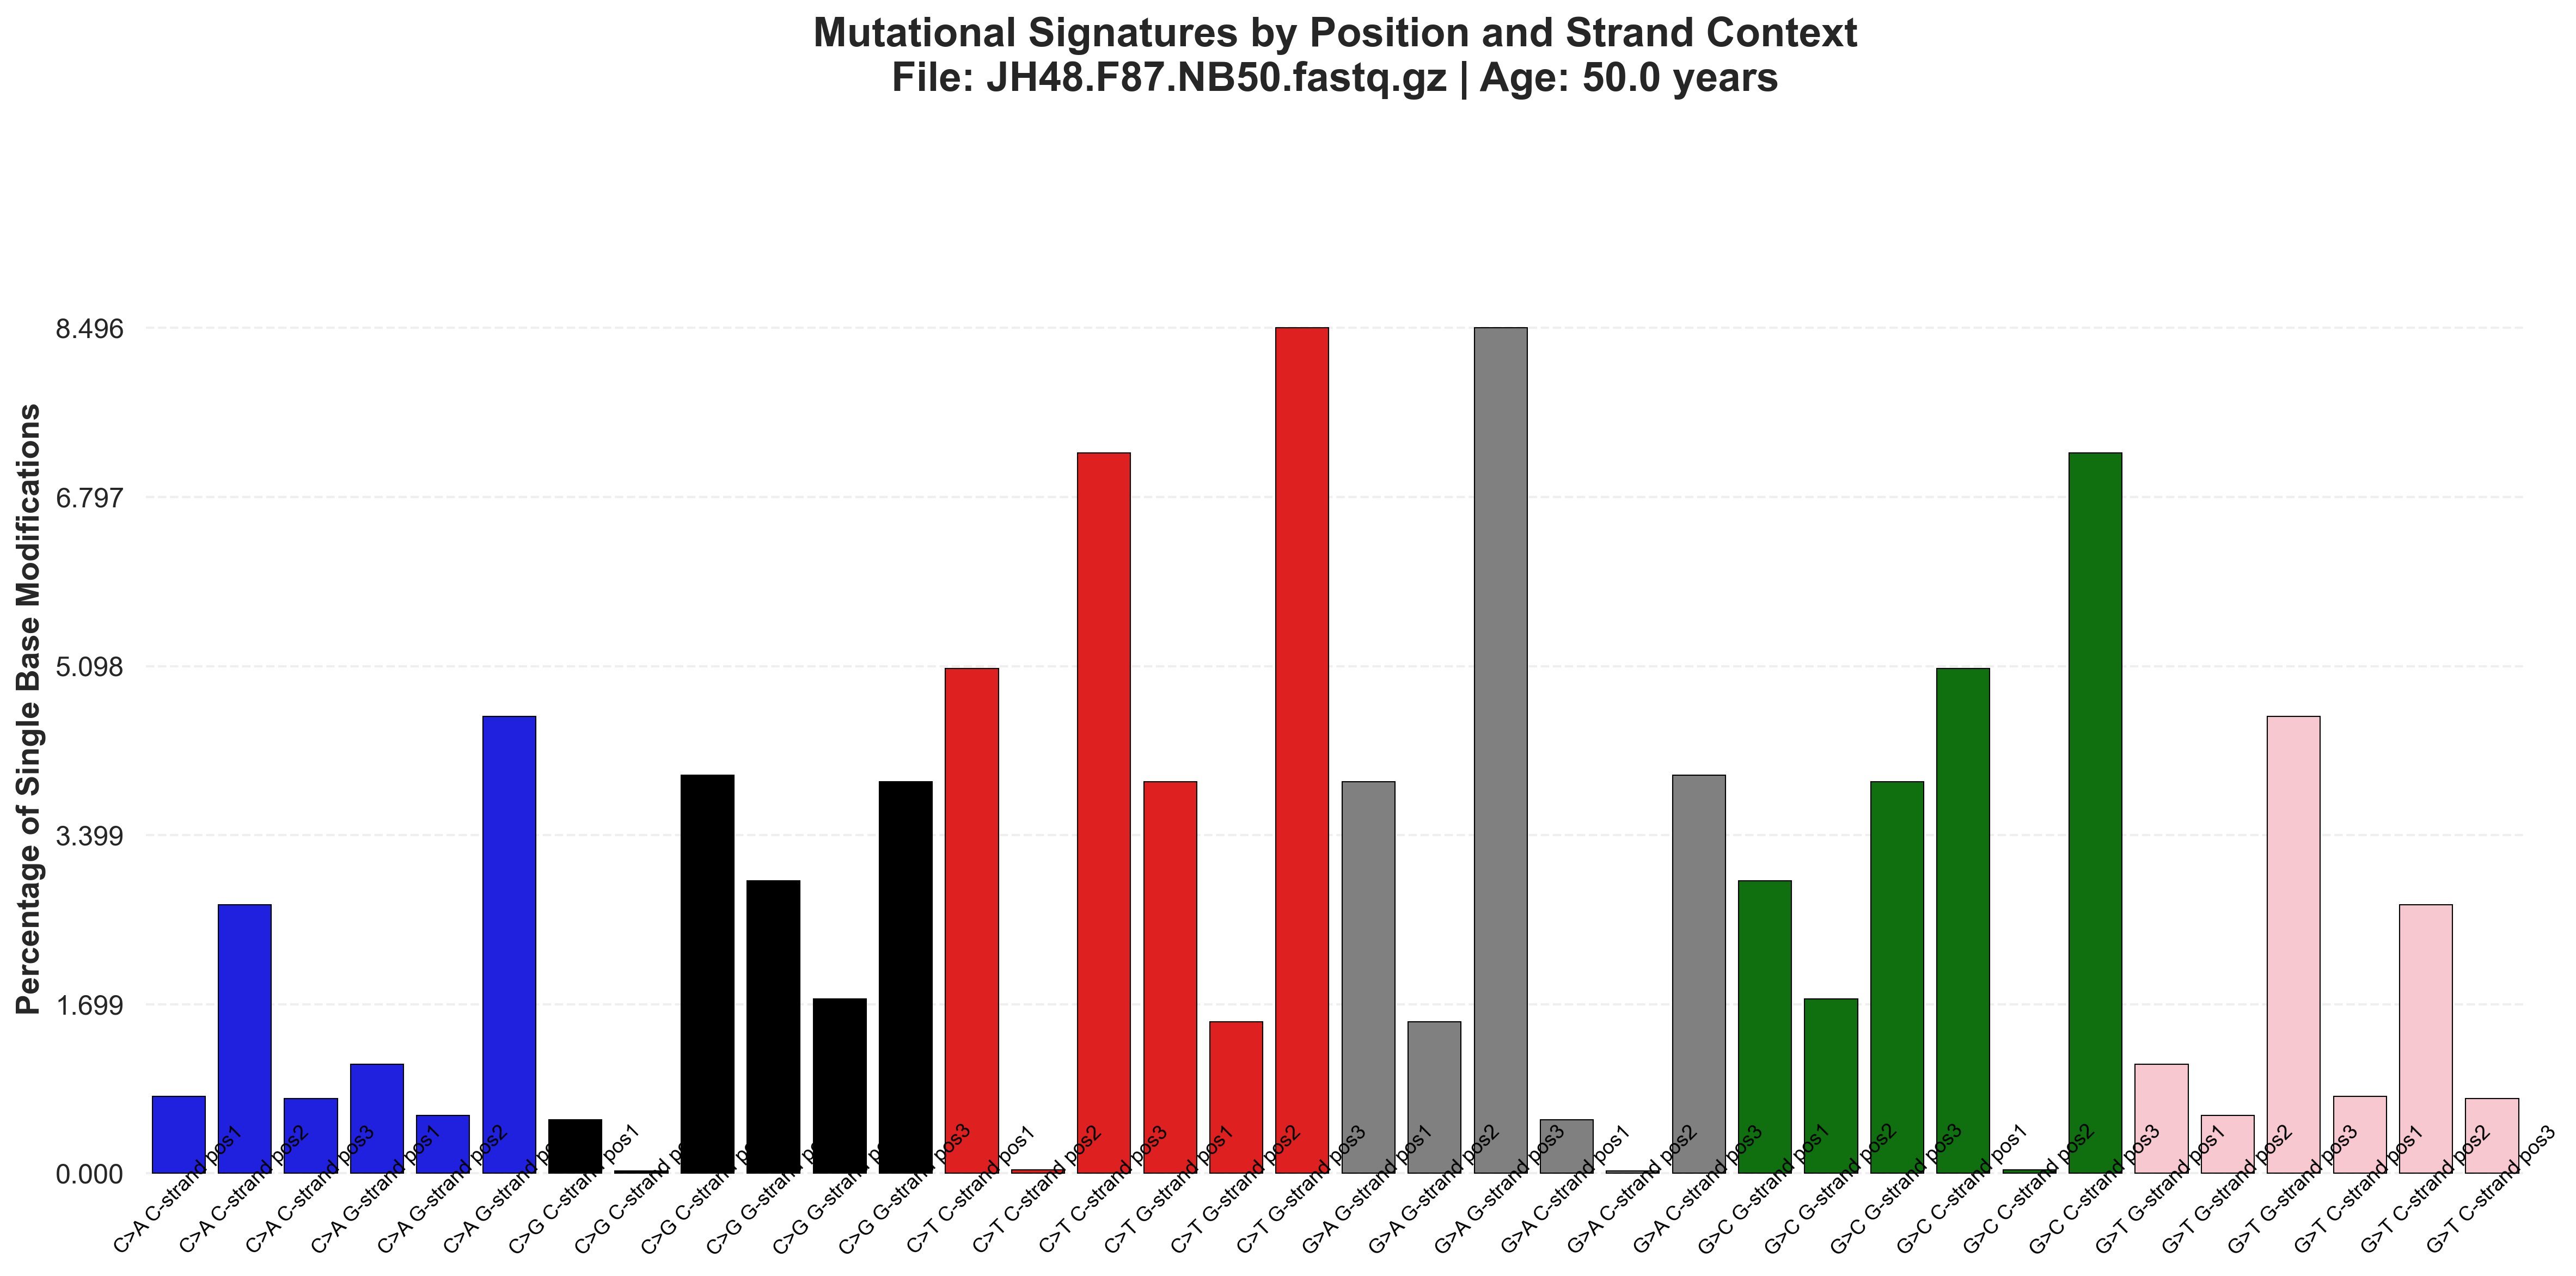 Mutational Signatures by Position and Strand Context
File: JH48.F87.NB50.fastq.gz | Age: 50.0 years
Percentage of Single Base Modifications
8.496
6.797
5.098
3.399
1.699
0.000
C>A C-strand pos1
C>A C-strand pos2
C>A C-strand pos3
C>A G-strand pos1
C>A G-strand pos2
C>A G-strand
C>G C-strand pos1
C>G C-strand
C>G C-strand
C>G G-strand
C>G G-strand
C>G G-strand pos3
C>T C-strand pos1
C>T C-strand pos2
C>T C-strand pos3
C>T G-strand pos1
C>T G-strand pos2
C>T G-strand pos3
G>A G-strand pos1
G>A G-strand pos2
G>A G-strand pos3
G>A C-strand pos1
G>A C-strand pos2
G>A C-strand pos3
G>C G-strand pos1
G>C G-strand pos2
G>C G-strand pos3
G>C C-strand pos1
G>C C-strand pos2
G>C C-strand pos3
G>T G-strand pos1
G>T G-strand pos2
G>T G-strand pos3
G>T C-strand pos1
G>T C-strand pos2
G>T C-strand pos3